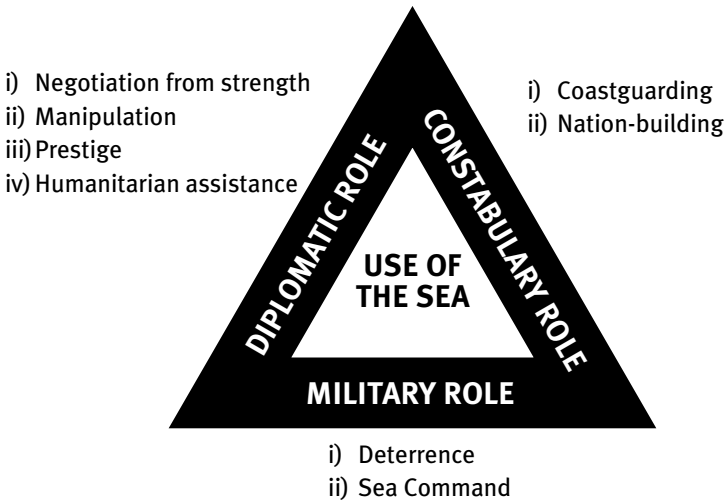 i) Negotiation from strength
ii) Manipulation
iii) Prestige
iv) Humanitarian assistance
i) Coastguarding
ii) Nation-building
DIPLOMATIC ROLE
CONSTABULARY ROLE
USE OF
THE SEA
MILITARY ROLE
i) Deterrence
ii) Sea Command